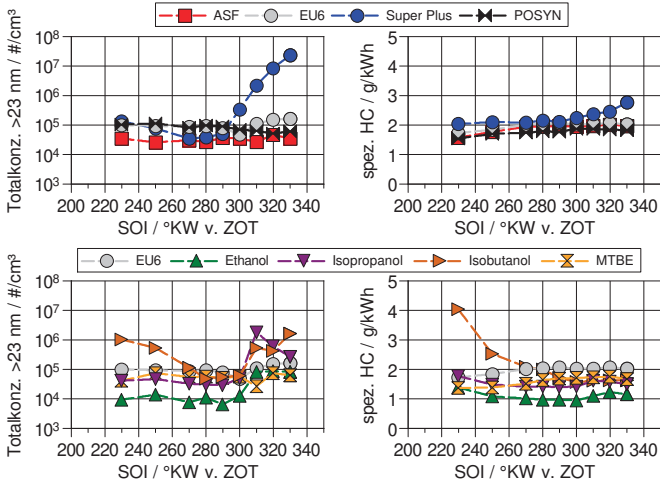 ASF EU6 Super Plus POSYN
10⁸
10⁷
10⁶
10⁵
10⁴
10³
Totalkonz. >23 nm / #/cm³
200 220 240 260 280 300 320 340
SOI / °KW v. ZOT
5
4
3
2
1
0
spez. HC / g/kWh
200 220 240 260 280 300 320 340
SOI / °KW v. ZOT
EU6 Ethanol Isopropanol Isobutanol MTBE
10⁸
10⁷
10⁶
10⁵
10⁴
10³
Totalkonz. >23 nm / #/cm³
200 220 240 260 280 300 320 340
SOI / °KW v. ZOT
5
4
3
2
1
0
spez. HC / g/kWh
200 220 240 260 280 300 320 340
SOI / °KW v. ZOT